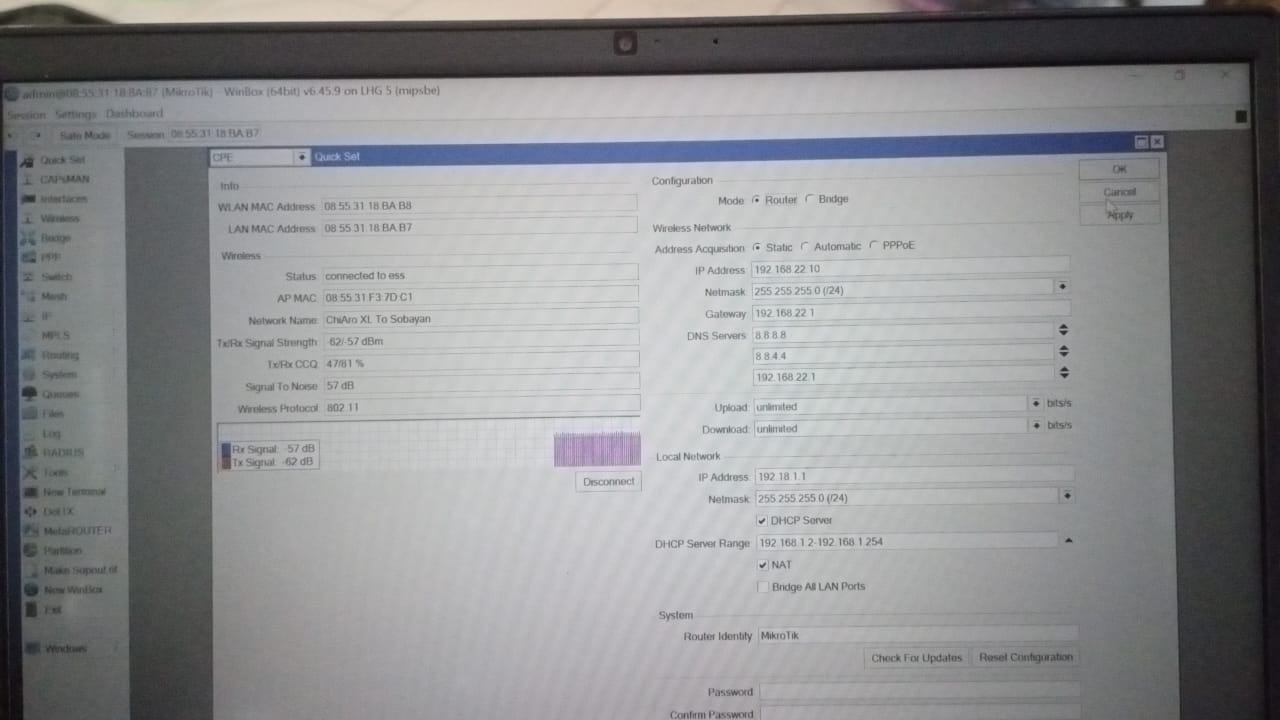 admin@08:55:31:18:BA:B7 (MikroTik) - WinBox (64bit) v6.45.9 on LHG 5 (mipsbe)
Session Settings Dashboard
Safe Mode Session: 08:55:31:18:BA:B7
Quick Set
CAPsMAN
Interfaces
Wireless
Bridge
PPP
Switch
Mesh
IP
MPLS
Routing
System
Queues
Files
Log
RADIUS
Tools
New Terminal
Dot1X
MetaROUTER
Partition
Make Supout.rif
New WinBox
Exit
Windows
CPE Quick Set
Info
WLAN MAC Address: 08:55:31:18:BA:B8
LAN MAC Address: 08:55:31:18:BA:B7
Wireless
Status: connected to ess
AP MAC: 08:55:31:F3:7D:C1
Network Name: ChiAro XL To Sobayan
Tx/Rx Signal Strength: -62/-57 dBm
Tx/Rx CCQ: 47/81 %
Signal To Noise: 57 dB
Wireless Protocol: 802.11
Rx Signal: -57 dB
Tx Signal: -62 dB
Disconnect
Configuration
Mode: Router Bridge
Wireless Network
Address Acquisition: Static Automatic PPPoE
IP Address: 192.168.22.10
Netmask: 255.255.255.0 (/24)
Gateway: 192.168.22.1
DNS Servers: 8.8.8.8
8.8.4.4
192.168.22.1
Upload: unlimited bits/s
Download: unlimited bits/s
Local Network
IP Address: 192.18.1.1
Netmask: 255.255.255.0 (/24)
DHCP Server
DHCP Server Range: 192.168.1.2-192.168.1.254
NAT
Bridge All LAN Ports
System
Router Identity: MikroTik
Check For Updates Reset Configuration
Password:
Confirm Password:
OK
Cancel
Apply